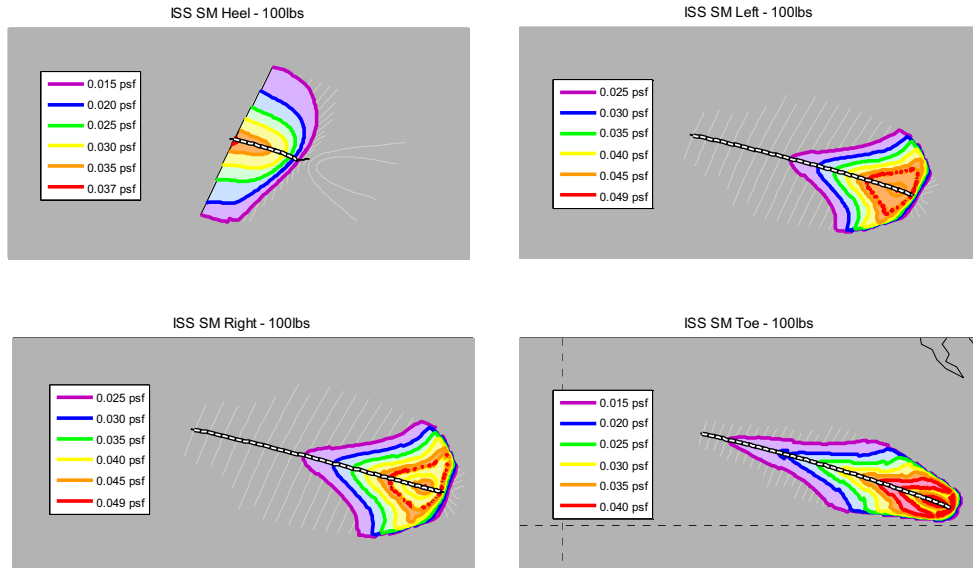 ISS SM Heel - 100lbs
0.015 psf
0.020 psf
0.025 psf
0.030 psf
0.035 psf
0.037 psf
ISS SM Left - 100lbs
0.025 psf
0.030 psf
0.035 psf
0.040 psf
0.045 psf
0.049 psf
ISS SM Right - 100lbs
0.025 psf
0.030 psf
0.035 psf
0.040 psf
0.045 psf
0.049 psf
ISS SM Toe - 100lbs
0.015 psf
0.020 psf
0.025 psf
0.030 psf
0.035 psf
0.040 psf